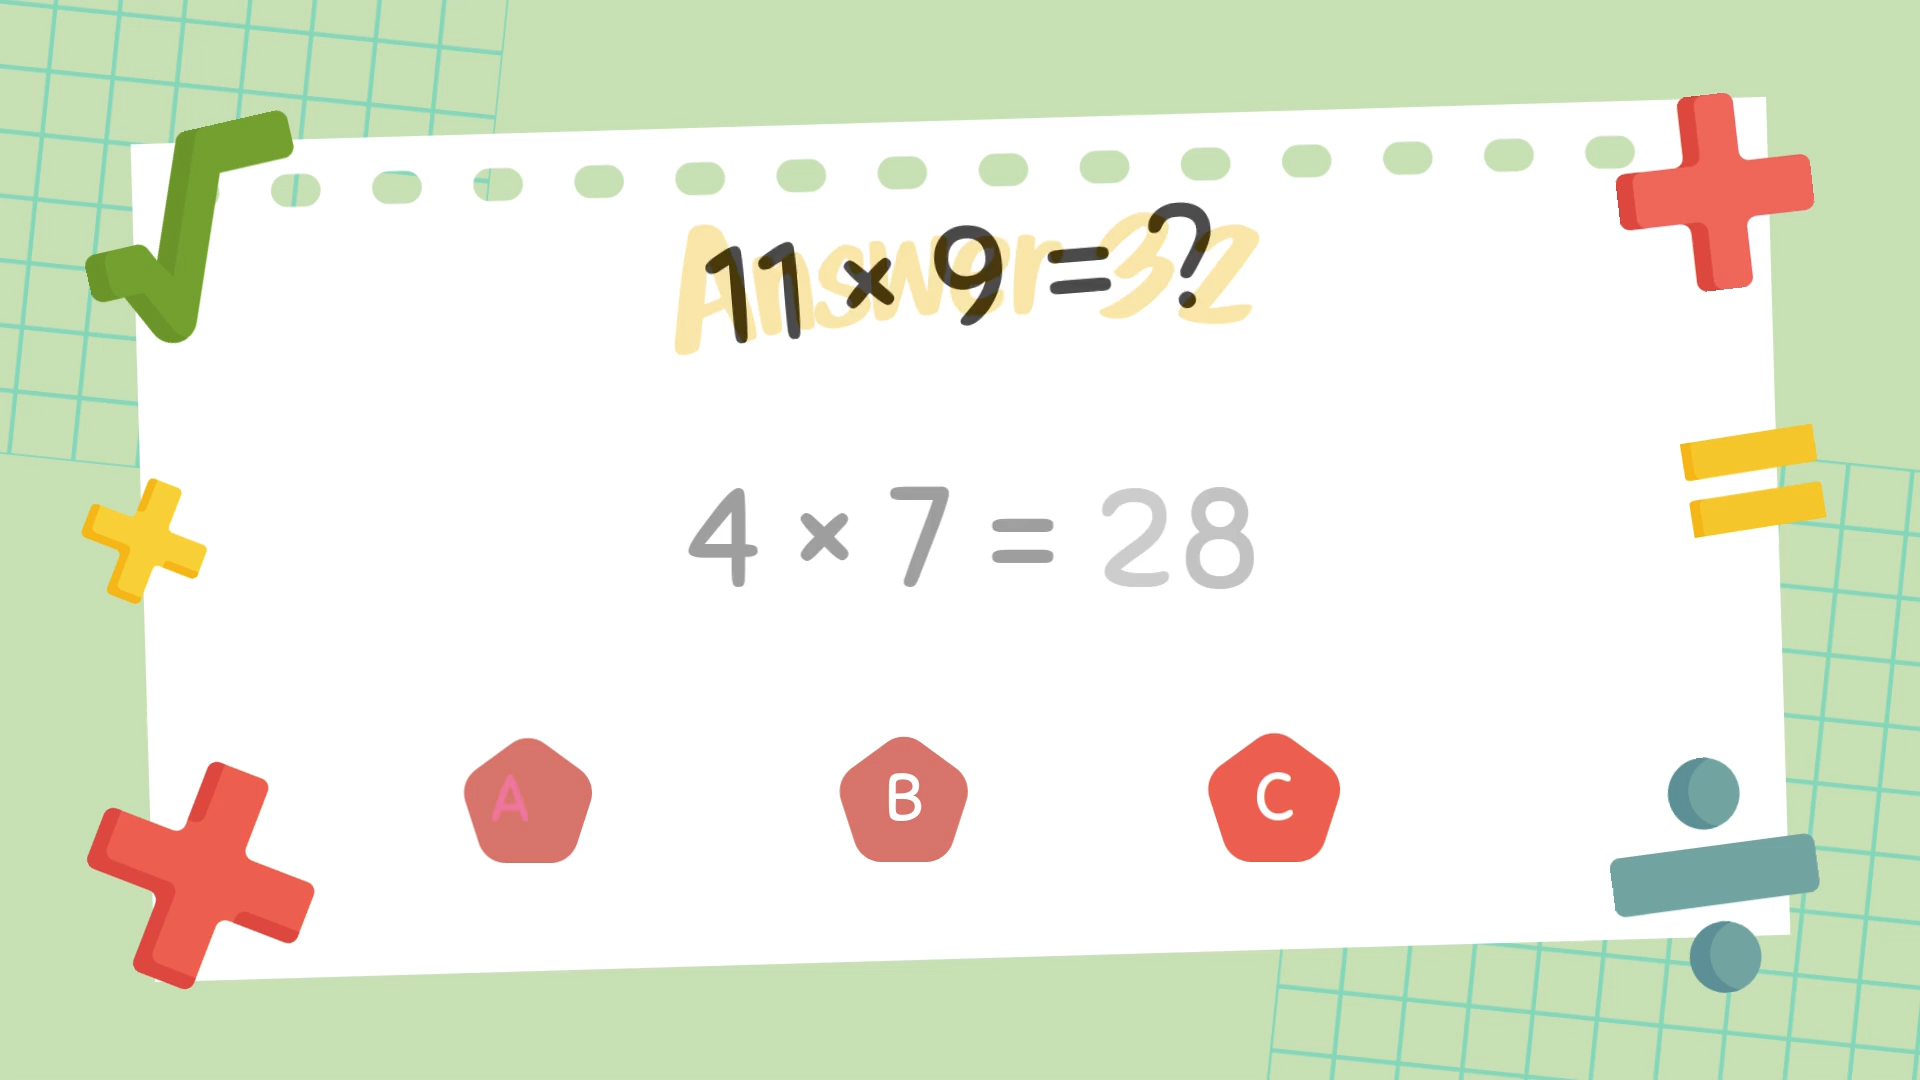 Answer 32
11 × 9 = ?
4 × 7 = 28
A B C